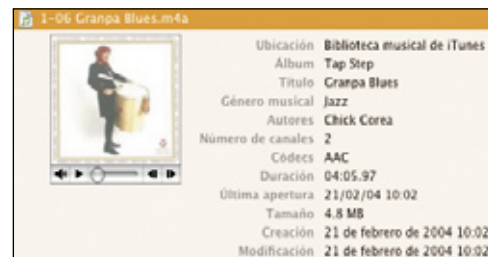 1-06 Granpa Blues.m4a
Ubicación Biblioteca musical de iTunes
Álbum Tap Step
Título Granpa Blues
Género musical Jazz
Autores Chick Corea
Número de canales 2
Códecs AAC
Duración 04:05.97
Última apertura 21/02/04 10:02
Tamaño 4.8 MB
Creación 21 de febrero de 2004 10:02
Modificación 21 de febrero de 2004 10:02